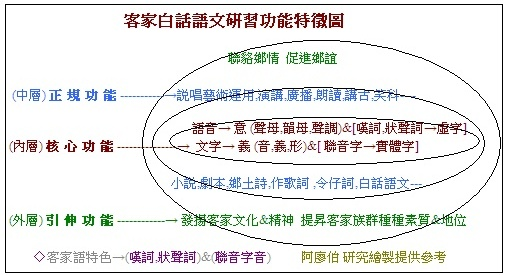 客家白話語文研習功能特徵圖
聯絡鄉情 促進鄉誼
(中層) 正規功能 ------------→說唱藝術運用,演講,廣播,朗讀,講古,笑科---
語音→ 意 (聲母,韻母,聲調)&[嘆詞,狀聲詞→虛字]
(內層) 核心功能 ----------------→ 文字→ 義 (音,義,形)&[ 聯音字→實體字]
小說,劇本,鄉土詩,作歌詞 ,令仔詞,白話語文---
(外層) 引伸功能 --------------→ 發揚客家文化&精神 提昇客家族群種種素質&地位
◇客家語特色→(嘆詞,狀聲詞)&(聯音字音) 阿廖伯 研究繪製提供參考